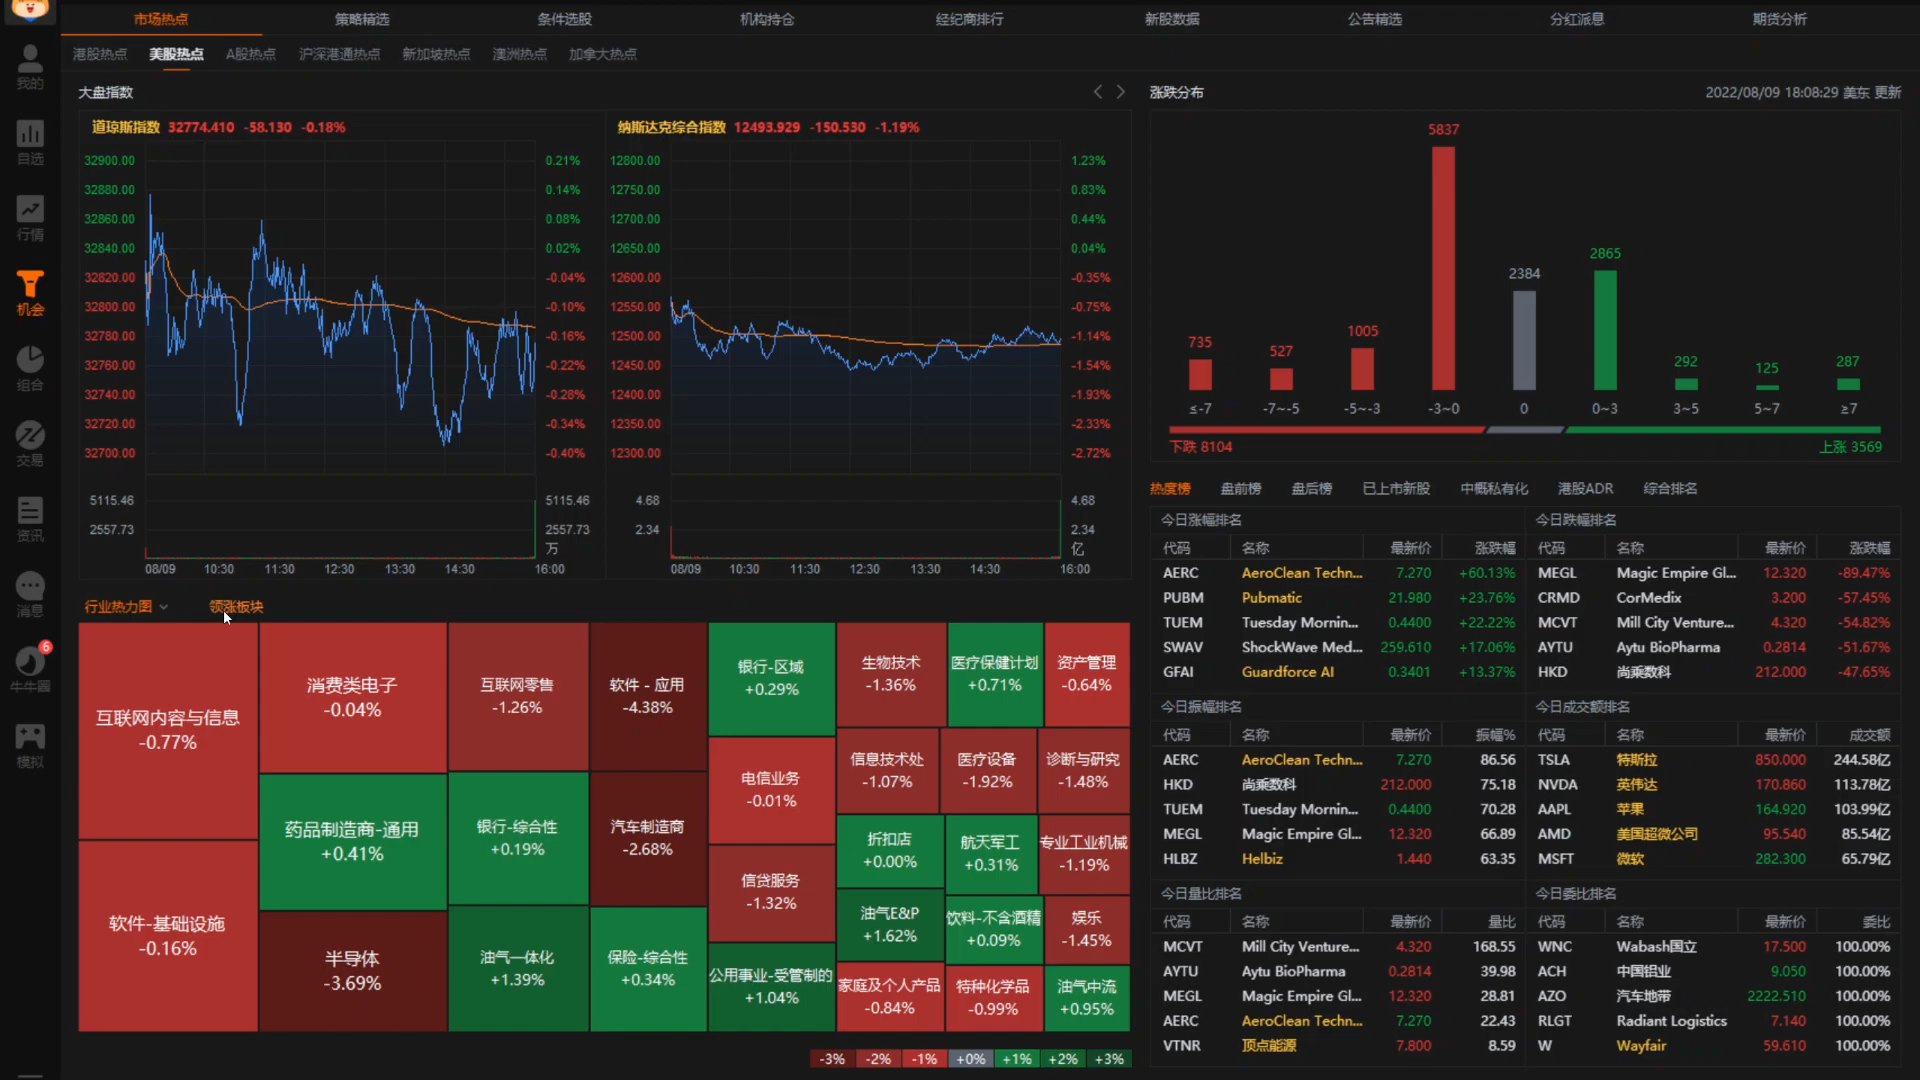 市场热点 策略精选 条件选股 机构持仓 经纪商排行 新股数据 公告精选 分红派息 期货分析
港股热点 美股热点 A股热点 沪深港通热点 新加坡热点 澳洲热点 加拿大热点
我的
自选
行情
机会
组合
交易
资讯
消息
6
牛牛圈
模拟
大盘指数
道琼斯指数 32774.410 -58.130 -0.18%
32900.00 0.21%
32880.00 0.14%
32860.00 0.08%
32840.00 0.02%
32820.00 -0.04%
32800.00 -0.10%
32780.00 -0.16%
32760.00 -0.22%
32740.00 -0.28%
32720.00 -0.34%
32700.00 -0.40%
5115.46 5115.46
2557.73 2557.73
万
08/09 10:30 11:30 12:30 13:30 14:30 16:00
纳斯达克综合指数 12493.929 -150.530 -1.19%
12800.00 1.23%
12750.00 0.83%
12700.00 0.44%
12650.00 0.04%
12600.00 -0.35%
12550.00 -0.75%
12500.00 -1.14%
12450.00 -1.54%
12400.00 -1.93%
12350.00 -2.33%
12300.00 -2.72%
4.68 4.68
2.34 2.34
亿
08/09 10:30 11:30 12:30 13:30 14:30 16:00
涨跌分布 2022/08/09 18:08:29 美东 更新
735 527 1005 5837 2384 2865 292 125 287
≤-7 -7~-5 -5~-3 -3~0 0 0~3 3~5 5~7 ≥7
下跌 8104 上涨 3569
行业热力图 领涨板块
互联网内容与信息
-0.77%
软件-基础设施
-0.16%
消费类电子
-0.04%
药品制造商-通用
+0.41%
半导体
-3.69%
互联网零售
-1.26%
银行-综合性
+0.19%
油气一体化
+1.39%
软件 - 应用
-4.38%
汽车制造商
-2.68%
保险-综合性
+0.34%
银行-区域
+0.29%
电信业务
-0.01%
信贷服务
-1.32%
公用事业-受管制的
+1.04%
生物技术
-1.36%
医疗保健计划
+0.71%
资产管理
-0.64%
信息技术处
-1.07%
医疗设备
-1.92%
诊断与研究
-1.48%
折扣店
+0.00%
航天军工
+0.31%
专业工业机械
-1.19%
油气E&P
+1.62%
饮料-不含酒精
+0.09%
娱乐
-1.45%
家庭及个人产品
-0.84%
特种化学品
-0.99%
油气中流
+0.95%
-3% -2% -1% +0% +1% +2% +3%
热度榜 盘前榜 盘后榜 已上市新股 中概私有化 港股ADR 综合排名
今日涨幅排名
代码 名称 最新价 涨跌幅
AERC AeroClean Techn... 7.270 +60.13%
PUBM Pubmatic 21.980 +23.76%
TUEM Tuesday Mornin... 0.4400 +22.22%
SWAV ShockWave Med... 259.610 +17.06%
GFAI Guardforce AI 0.3401 +13.37%
今日跌幅排名
代码 名称 最新价 涨跌幅
MEGL Magic Empire Gl... 12.320 -89.47%
CRMD CorMedix 3.200 -57.45%
MCVT Mill City Venture... 4.320 -54.82%
AYTU Aytu BioPharma 0.2814 -51.67%
HKD 尚乘数科 212.000 -47.65%
今日振幅排名
代码 名称 最新价 振幅%
AERC AeroClean Techn... 7.270 86.56
HKD 尚乘数科 212.000 75.18
TUEM Tuesday Mornin... 0.4400 70.28
MEGL Magic Empire Gl... 12.320 66.89
HLBZ Helbiz 1.440 63.35
今日成交额排名
代码 名称 最新价 成交额
TSLA 特斯拉 850.000 244.58亿
NVDA 英伟达 170.860 113.78亿
AAPL 苹果 164.920 103.99亿
AMD 美国超微公司 95.540 85.54亿
MSFT 微软 282.300 65.79亿
今日量比排名
代码 名称 最新价 量比
MCVT Mill City Venture... 4.320 168.55
AYTU Aytu BioPharma 0.2814 39.98
MEGL Magic Empire Gl... 12.320 28.81
AERC AeroClean Techn... 7.270 22.43
VTNR 顶点能源 7.800 8.59
今日委比排名
代码 名称 最新价 委比
WNC Wabash国立 17.500 100.00%
ACH 中国铝业 9.050 100.00%
AZO 汽车地带 2222.510 100.00%
RLGT Radiant Logistics 7.140 100.00%
W Wayfair 59.610 100.00%